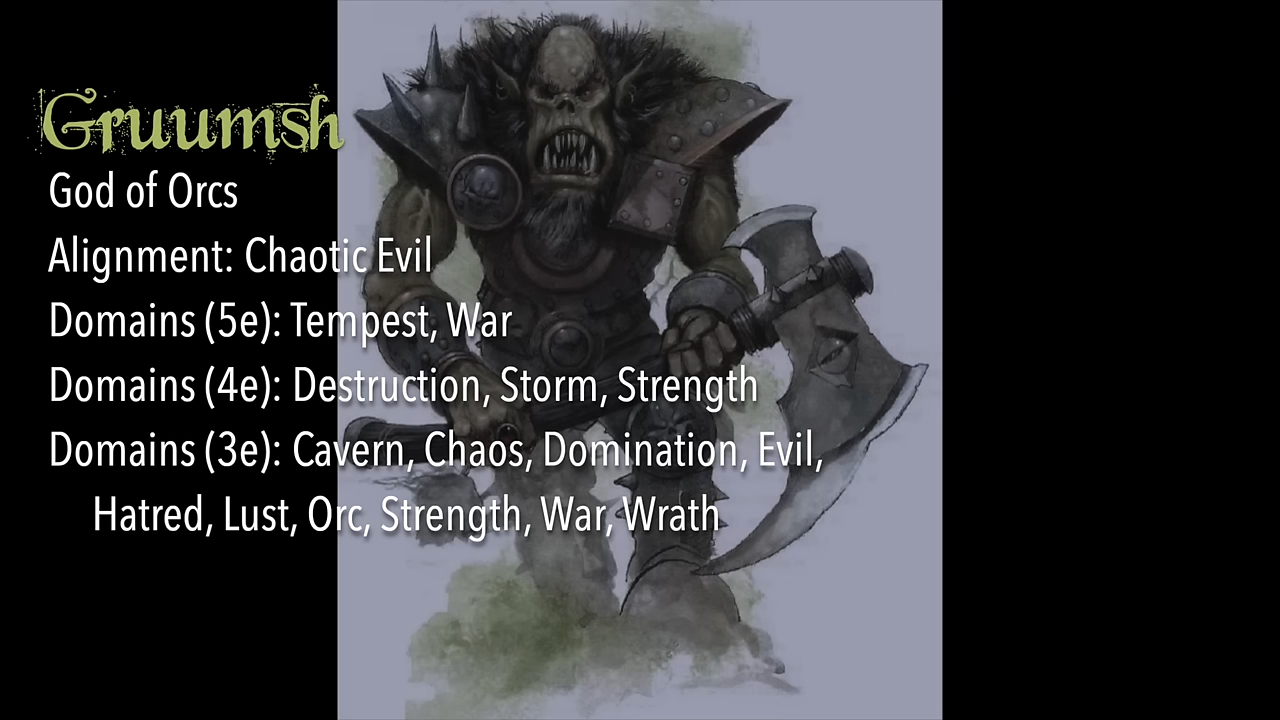 Gruumsh
God of Orcs
Alignment: Chaotic Evil
Domains (5e): Tempest, War
Domains (4e): Destruction, Storm, Strength
Domains (3e): Cavern, Chaos, Domination, Evil,
Hatred, Lust, Orc, Strength, War, Wrath